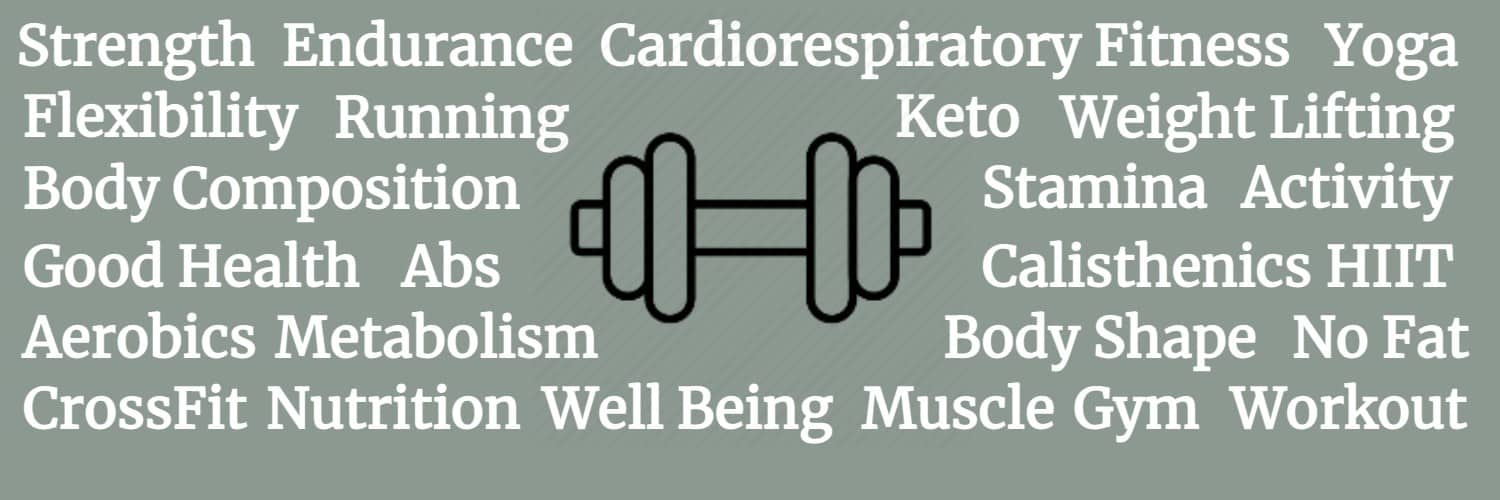 Strength Endurance Cardiorespiratory Fitness Yoga
Flexibility Running Keto Weight Lifting
Body Composition Stamina Activity
Good Health Abs Calisthenics HIIT
Aerobics Metabolism Body Shape No Fat
CrossFit Nutrition Well Being Muscle Gym Workout